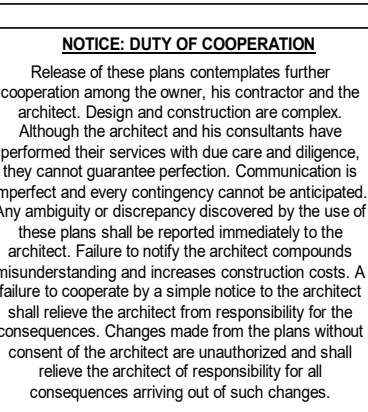 NOTICE: DUTY OF COOPERATION
Release of these plans contemplates further
cooperation among the owner, his contractor and the
architect. Design and construction are complex.
Although the architect and his consultants have
performed their services with due care and diligence,
they cannot guarantee perfection. Communication is
mperfect and every contingency cannot be anticipated.
Any ambiguity or discrepancy discovered by the use of
these plans shall be reported immediately to the
architect. Failure to notify the architect compounds
misunderstanding and increases construction costs. A
failure to cooperate by a simple notice to the architect
shall relieve the architect from responsibility for the
consequences. Changes made from the plans without
consent of the architect are unauthorized and shall
relieve the architect of responsibility for all
consequences arriving out of such changes.